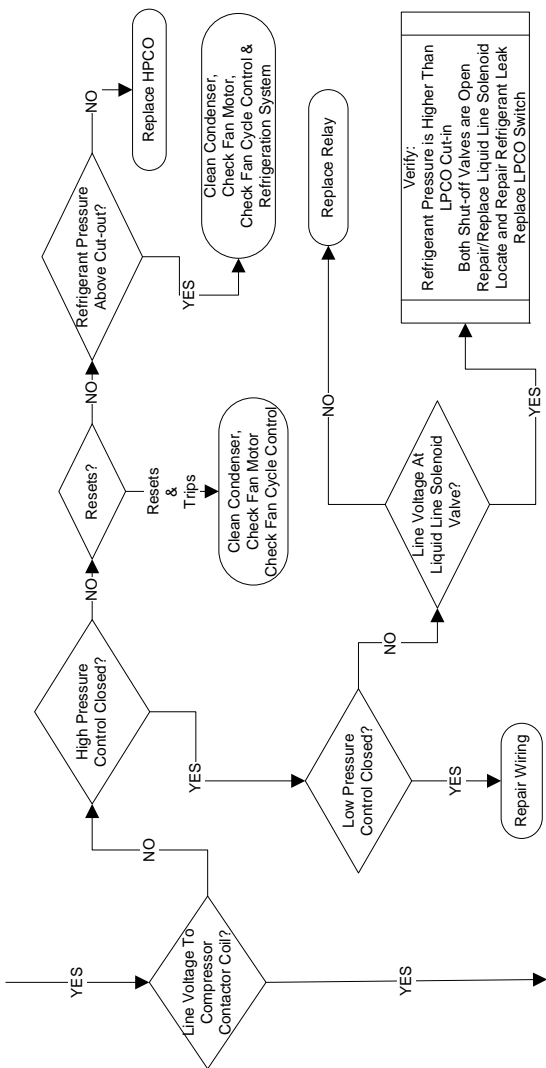 YES
Line Voltage To
Compressor
Contactor Coil?
NO
YES
High Pressure
Control Closed?
NO
YES
Resets?
NO
Resets
&
Trips
Clean Condenser,
Check Fan Motor
Check Fan Cycle Control
Refrigerant Pressure
Above Cut-out?
NO
Replace HPCO
YES
Clean Condenser,
Check Fan Motor,
Check Fan Cycle Control &
Refrigeration System
Low Pressure
Control Closed?
YES
Repair Wiring
NO
Line Voltage At
Liquid Line Solenoid
Valve?
NO
Replace Relay
YES
Verify:
Refrigerant Pressure is Higher Than
LPCO Cut-in
Both Shut-off Valves are Open
Repair/Replace Liquid Line Solenoid
Locate and Repair Refrigerant Leak
Replace LPCO Switch